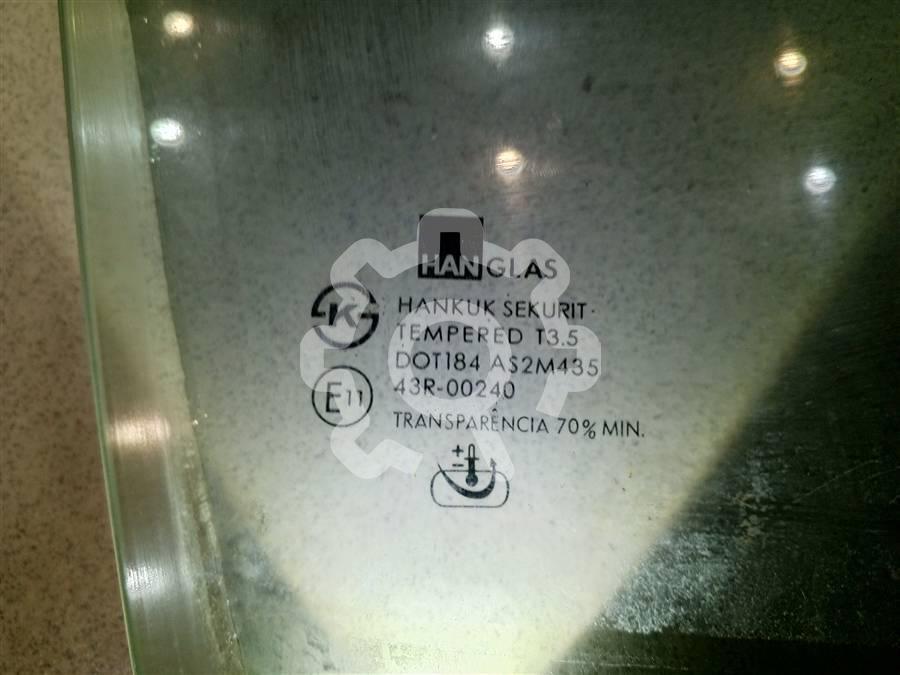 HANGLAS
HANKUK SEKURIT
K
TEMPERED T3.5
DOT184 AS2M435
E11
43R-00240
TRANSPARÊNCIA 70% MIN.